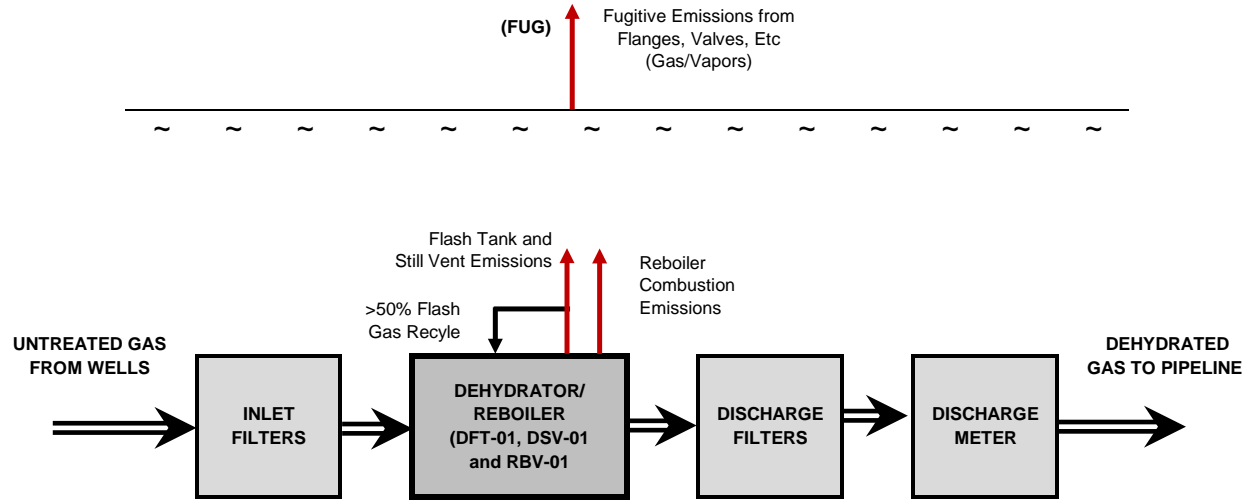 (FUG)
Fugitive Emissions from
Flanges, Valves, Etc
(Gas/Vapors)
~ ~ ~ ~ ~ ~ ~ ~ ~ ~ ~ ~ ~ ~
Flash Tank and
Still Vent Emissions
Reboiler
Combustion
Emissions
>50% Flash
Gas Recyle
UNTREATED GAS
FROM WELLS
INLET
FILTERS
DEHYDRATOR/
REBOILER
(DFT-01, DSV-01
and RBV-01
DISCHARGE
FILTERS
DISCHARGE
METER
DEHYDRATED
GAS TO PIPELINE